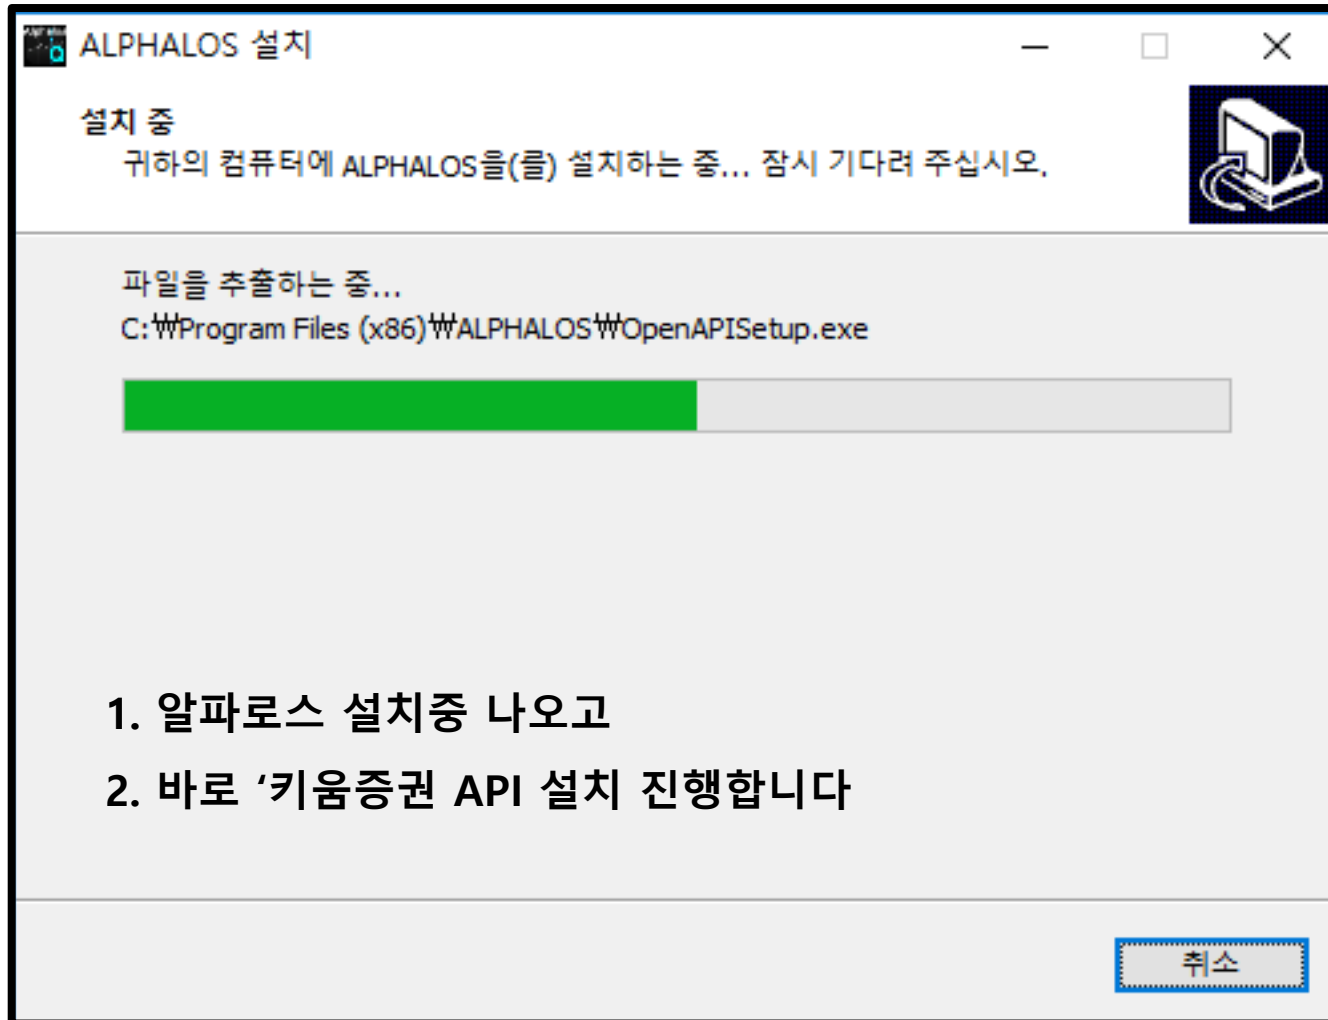 ALPHALOS 설치
설치 중
귀하의 컴퓨터에 ALPHALOS을(를) 설치하는 중... 잠시 기다려 주십시오.
파일을 추출하는 중...
C:₩Program Files (x86)₩ALPHALOS₩OpenAPISetup.exe
1. 알파로스 설치중 나오고
2. 바로 ‘키움증권 API 설치 진행합니다
취소